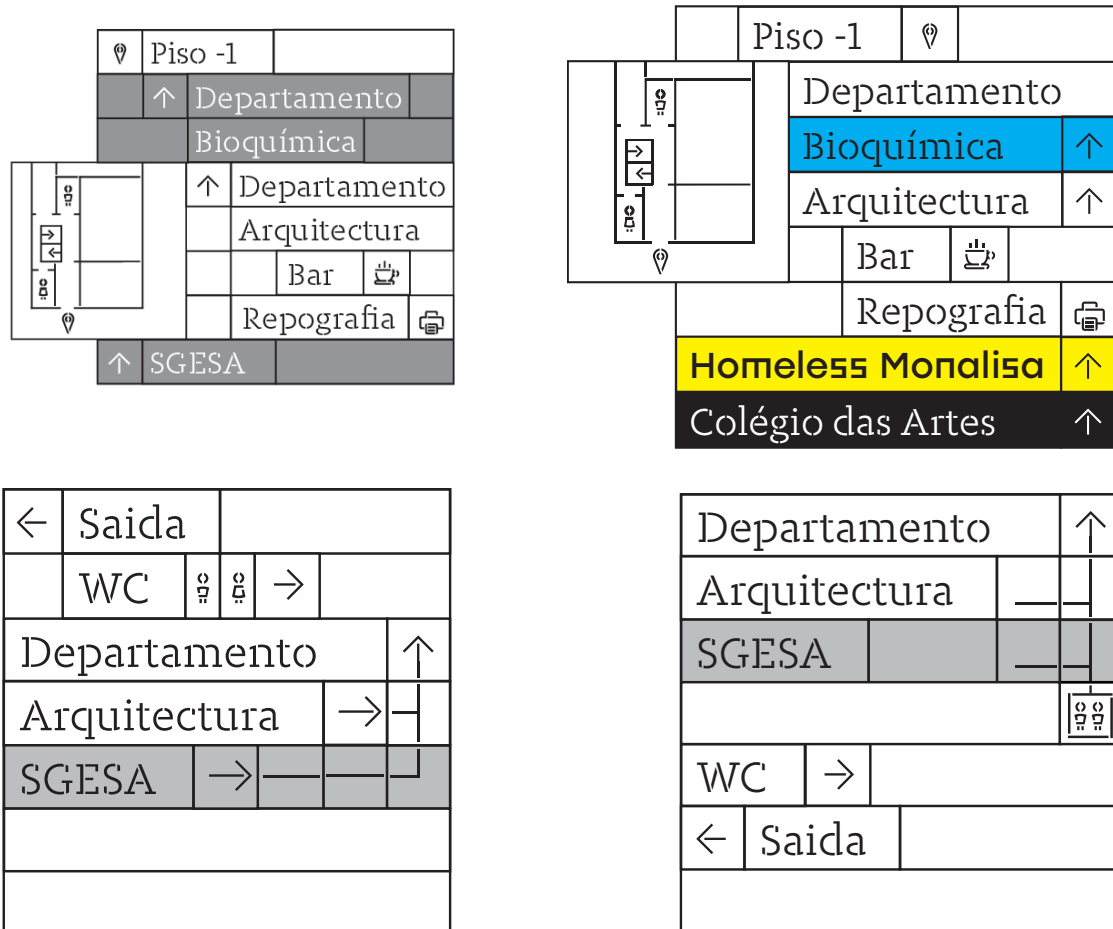 Piso -1
Departamento
Bioquímica
Departamento
Arquitectura
Bar
Repografia
SGESA
Piso -1
Departamento
Bioquímica
Arquitectura
Bar
Repografia
Homeless Monalisa
Colégio das Artes
Saida
WC
Departamento
Arquitectura
SGESA
Departamento
Arquitectura
SGESA
WC
Saida